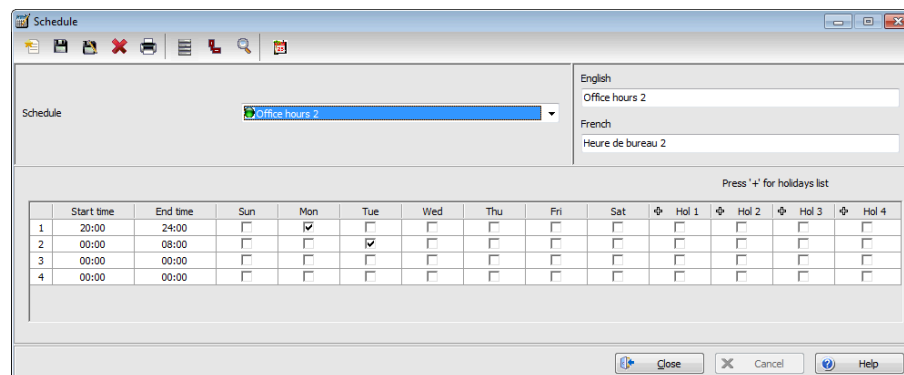 Schedule
English
Office hours 2
Schedule Office hours 2
French
Heure de bureau 2
Press '+' for holidays list
Start time End time Sun Mon Tue Wed Thu Fri Sat Hol 1 Hol 2 Hol 3 Hol 4
1 20:00 24:00
2 00:00 08:00
3 00:00 00:00
4 00:00 00:00
Close Cancel Help